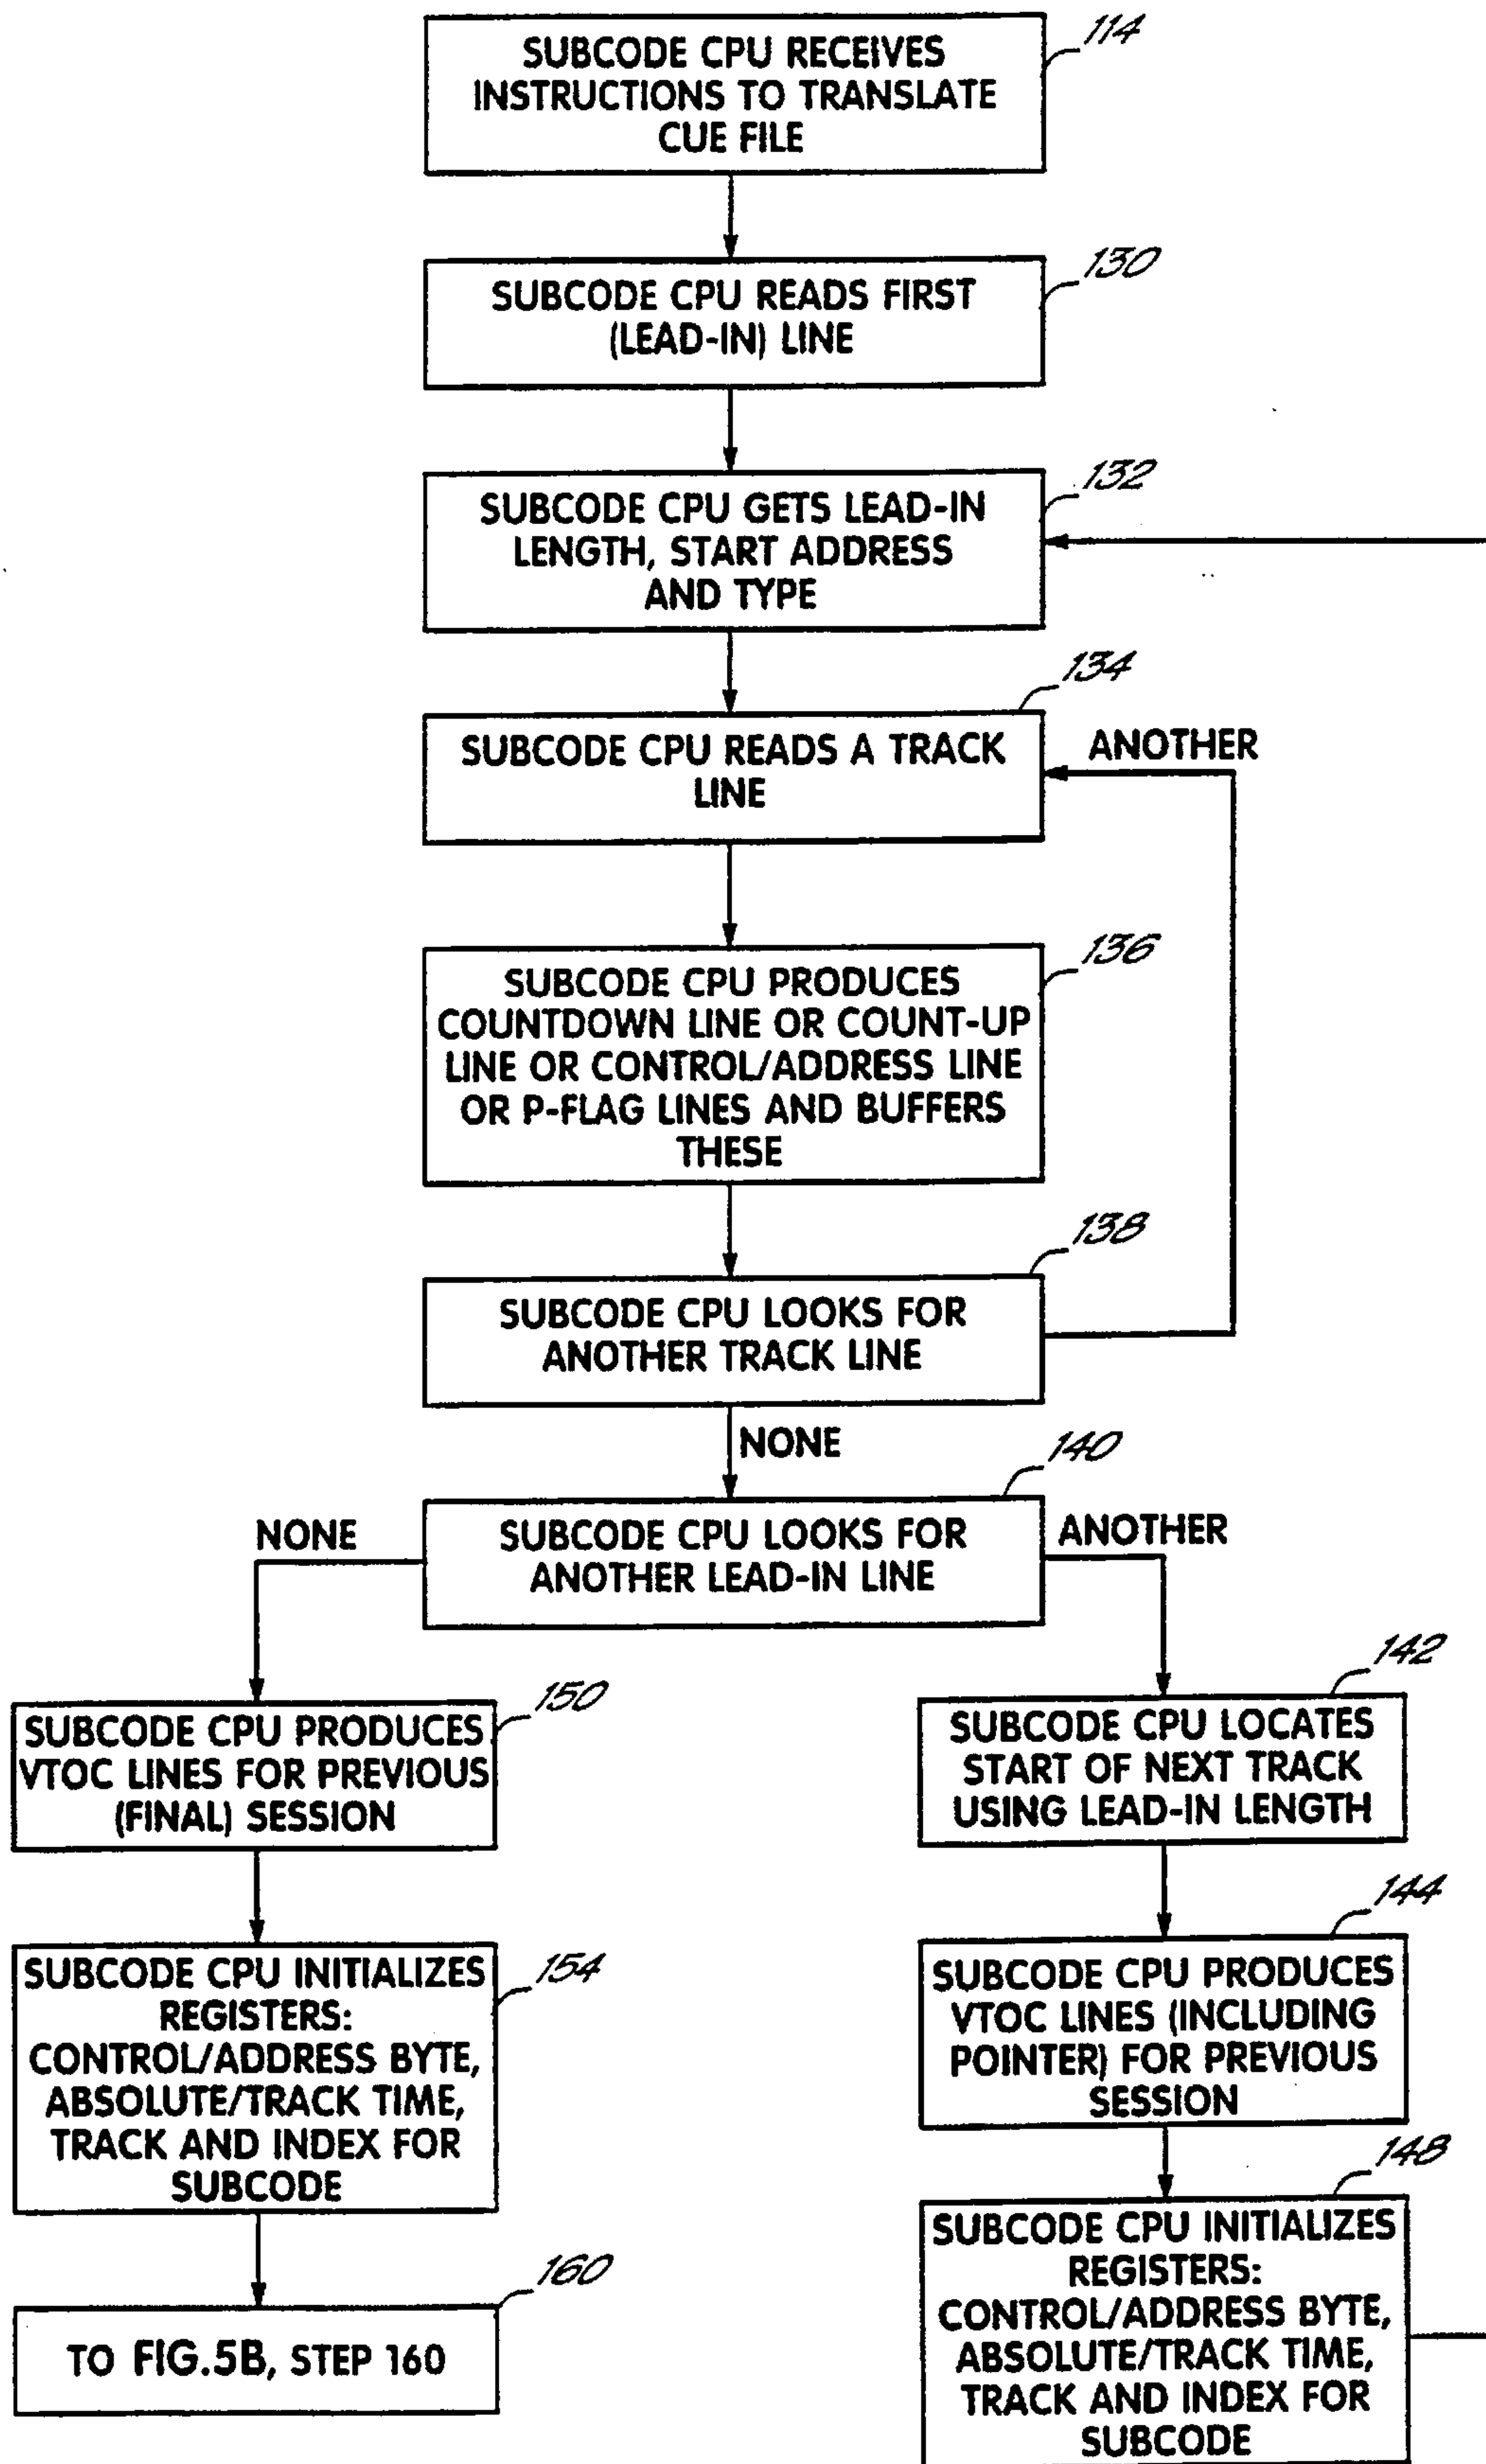 114
SUBCODE CPU RECEIVES
INSTRUCTIONS TO TRANSLATE
CUE FILE
130
SUBCODE CPU READS FIRST
(LEAD-IN) LINE
132
SUBCODE CPU GETS LEAD-IN
LENGTH, START ADDRESS
AND TYPE
134
SUBCODE CPU READS A TRACK
LINE
ANOTHER
136
SUBCODE CPU PRODUCES
COUNTDOWN LINE OR COUNT-UP
LINE OR CONTROL/ADDRESS LINE
OR P-FLAG LINES AND BUFFERS
THESE
138
SUBCODE CPU LOOKS FOR
ANOTHER TRACK LINE
NONE
140
NONE
SUBCODE CPU LOOKS FOR
ANOTHER LEAD-IN LINE
ANOTHER
150
SUBCODE CPU PRODUCES
VTOC LINES FOR PREVIOUS
(FINAL) SESSION
142
SUBCODE CPU LOCATES
START OF NEXT TRACK
USING LEAD-IN LENGTH
154
SUBCODE CPU INITIALIZES
REGISTERS:
CONTROL/ADDRESS BYTE,
ABSOLUTE/TRACK TIME,
TRACK AND INDEX FOR
SUBCODE
144
SUBCODE CPU PRODUCES
VTOC LINES (INCLUDING
POINTER) FOR PREVIOUS
SESSION
160
TO FIG.5B, STEP 160
148
SUBCODE CPU INITIALIZES
REGISTERS:
CONTROL/ADDRESS BYTE,
ABSOLUTE/TRACK TIME,
TRACK AND INDEX FOR
SUBCODE